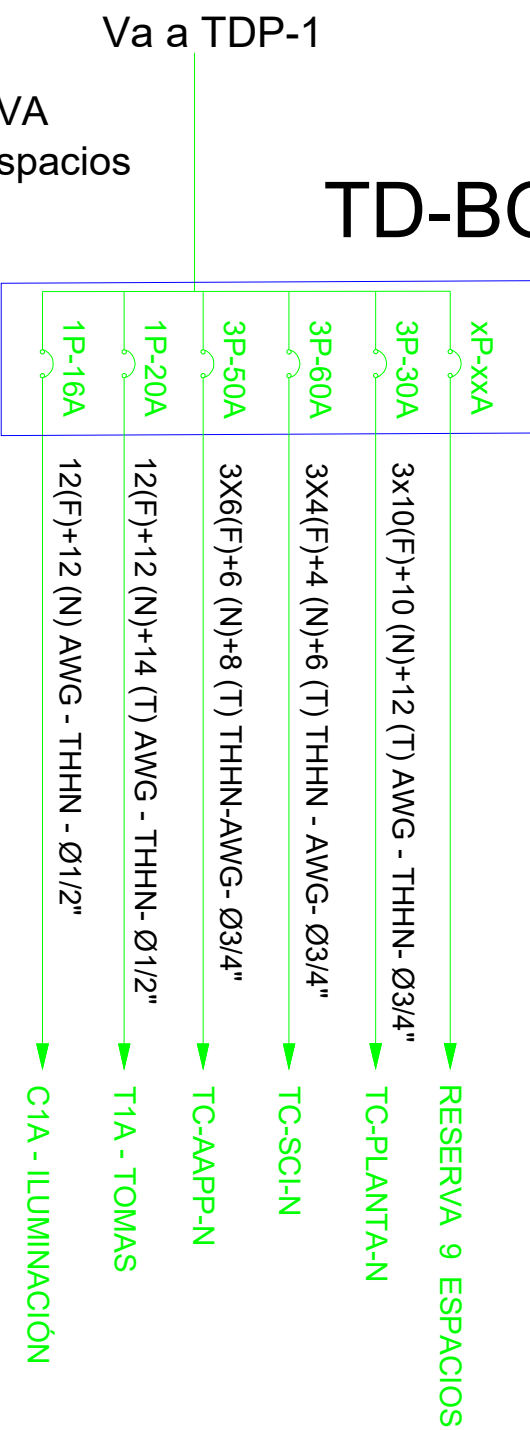 Va a TDP-1
VA
spacios
TD-BO
1P-16A
1P-20A
3P-50A
3P-60A
3P-30A
xP-xxA
12(F)+12 (N) AWG - THHN - Ø1/2"
12(F)+12 (N)+14 (T) AWG - THHN- Ø1/2"
3X6(F)+6 (N)+8 (T) THHN-AWG- Ø3/4"
3X4(F)+4 (N)+6 (T) THHN - AWG- Ø3/4"
3x10(F)+10 (N)+12 (T) AWG - THHN- Ø3/4"
C1A - ILUMINACIÓN
T1A - TOMAS
TC-AAPP-N
TC-SCI-N
TC-PLANTA-N
RESERVA 9 ESPACIOS